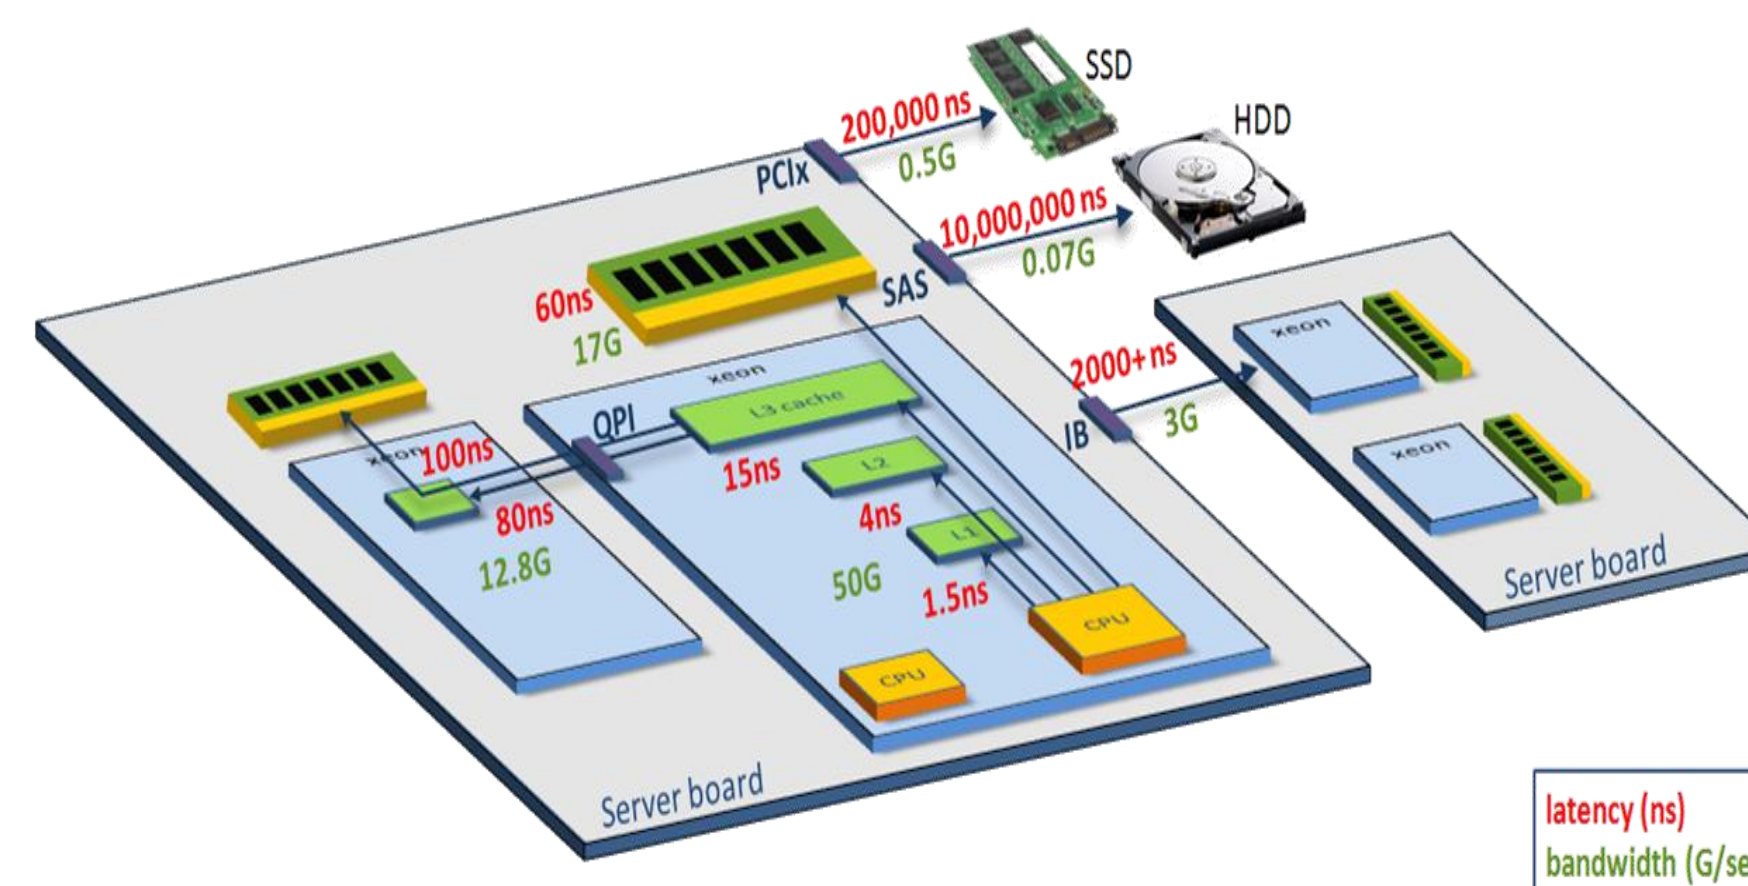 SSD
HDD
200,000 ns
0.5G
PCIx
10,000,000 ns
0.07G
SAS
60ns
17G
xeon
2000+ ns
3G
IB
xeon
xeon
Server board
xeon
QPI
L3 cache
100ns
80ns
12.8G
15ns
L2
4ns
L1
50G
1.5ns
CPU
CPU
Server board
latency (ns)
bandwidth (G/se